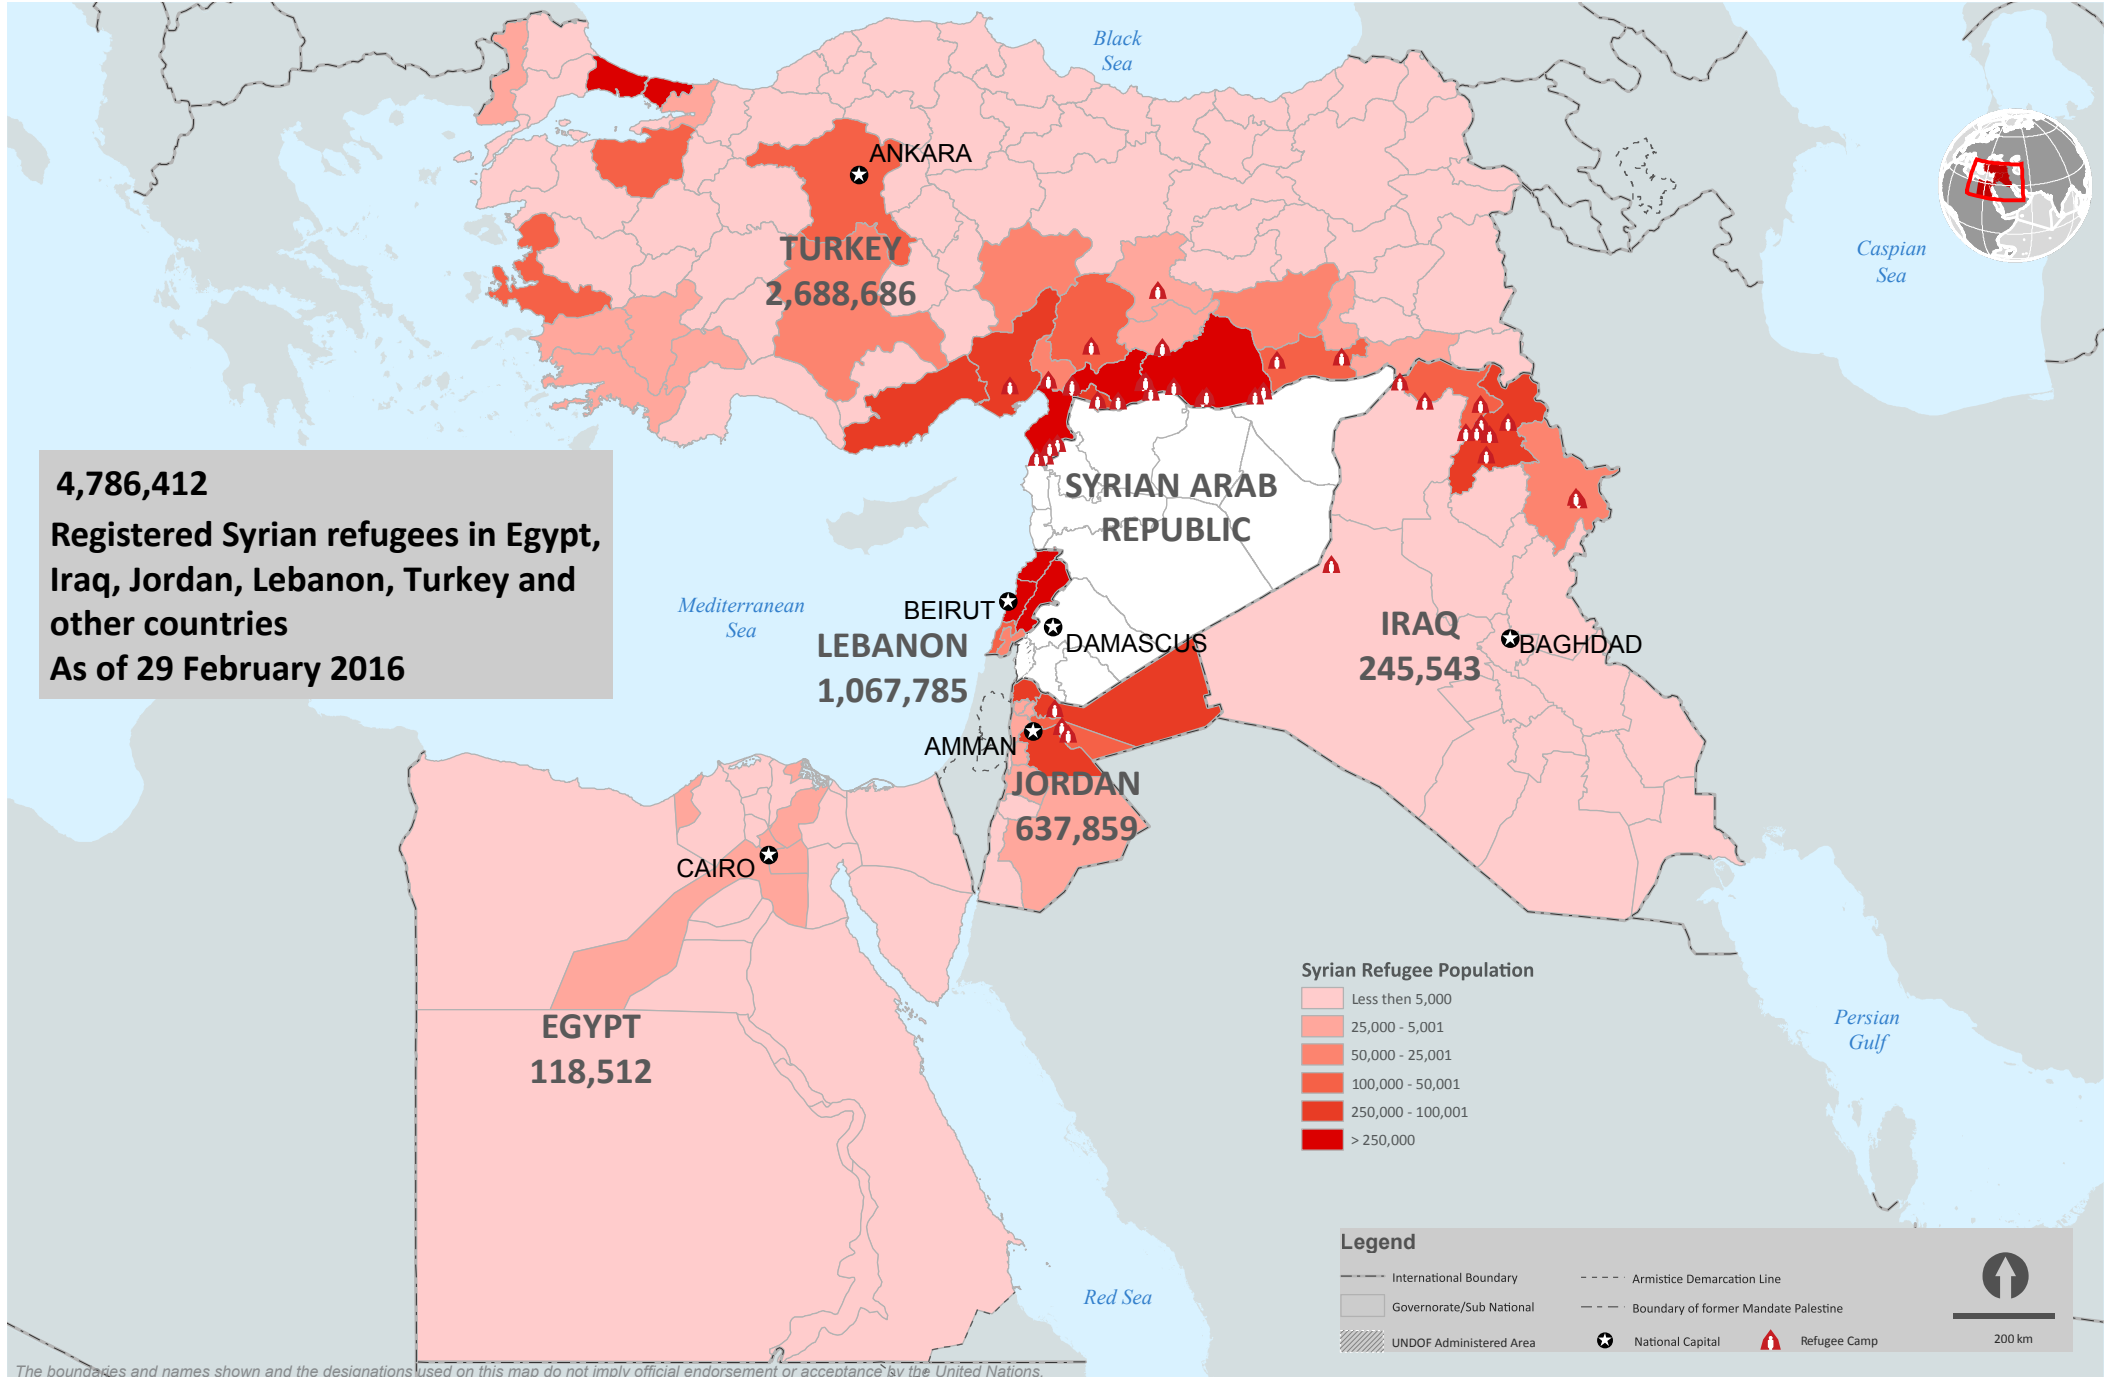 Black
Sea
ANKARA
TURKEY
2,688,686
Caspian
Sea
4,786,412
Registered Syrian refugees in Egypt,
Iraq, Jordan, Lebanon, Turkey and
other countries
As of 29 February 2016
SYRIAN ARAB
REPUBLIC
Mediterranean
Sea
BEIRUT
LEBANON
1,067,785
DAMASCUS
IRAQ
245,543
BAGHDAD
AMMAN
JORDAN
637,859
CAIRO
EGYPT
118,512
Syrian Refugee Population
Less then 5,000
25,000 - 5,001
50,000 - 25,001
100,000 - 50,001
250,000 - 100,001
> 250,000
Persian
Gulf
Red Sea
Legend
International Boundary
Armistice Demarcation Line
Governorate/Sub National
Boundary of former Mandate Palestine
UNDOF Administered Area
National Capital
Refugee Camp
200 km
The boundaries and names shown and the designations used on this map do not imply official endorsement or acceptance by the United Nations.